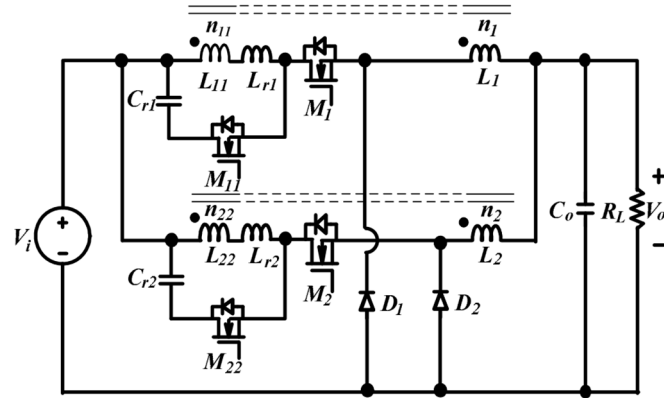 n11 n1
L11 Lr1 L1
M1
Cr1
M11
n22 n2
Vi + - L22 Lr2 L2 Co RL + Vo -
M2
Cr2 D1 D2
M22